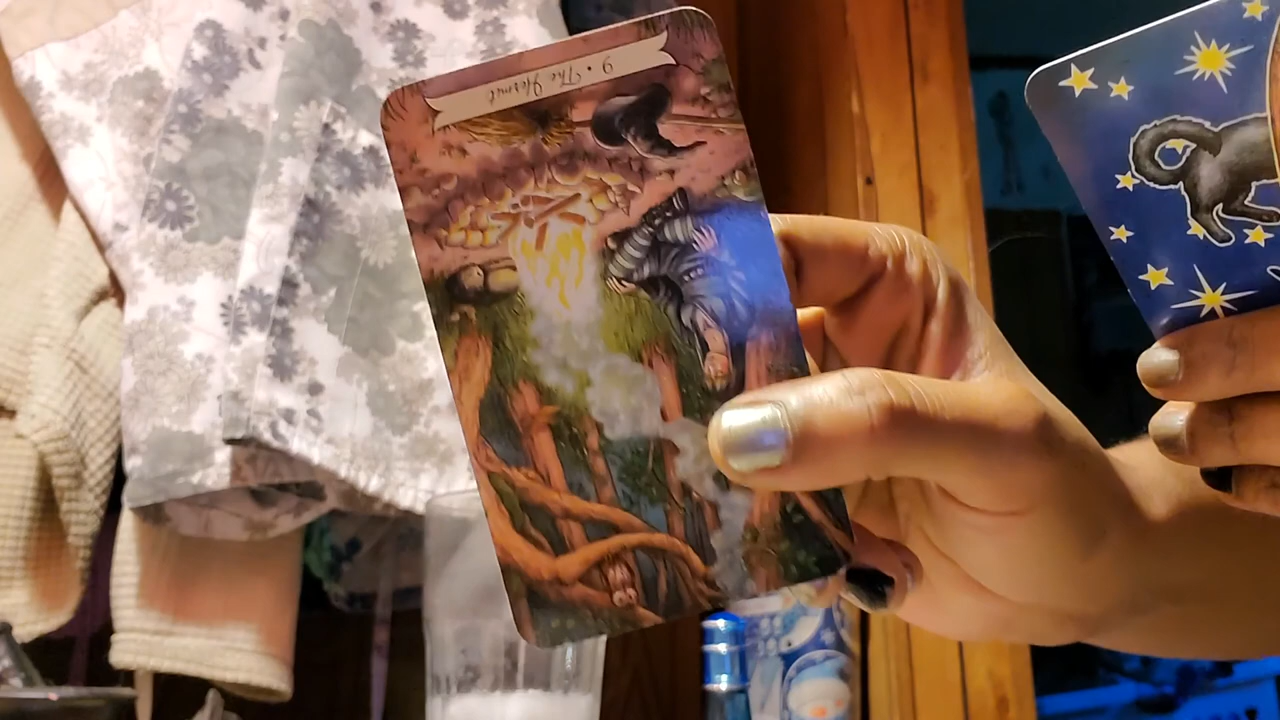 9 • The Hermit